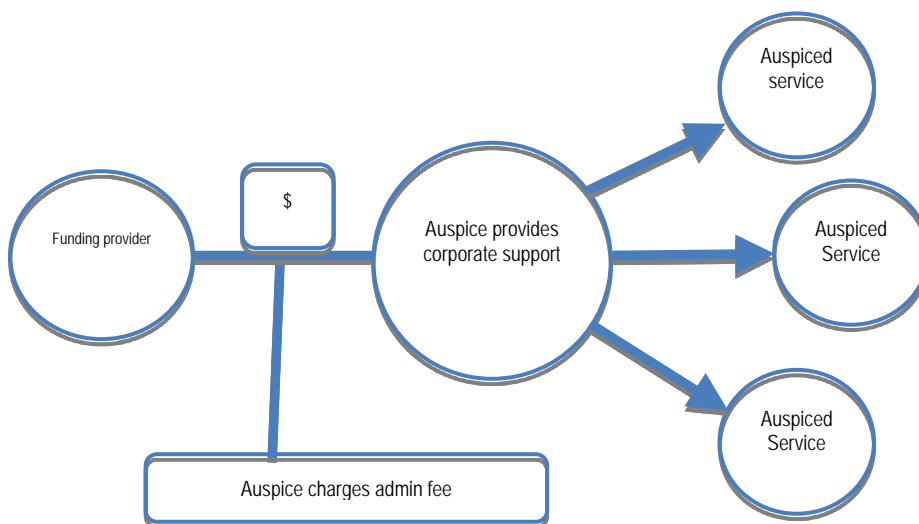 Funding provider
$
Auspice provides
corporate support
Auspiced
service
Auspiced
Service
Auspiced
Service
Auspice charges admin fee